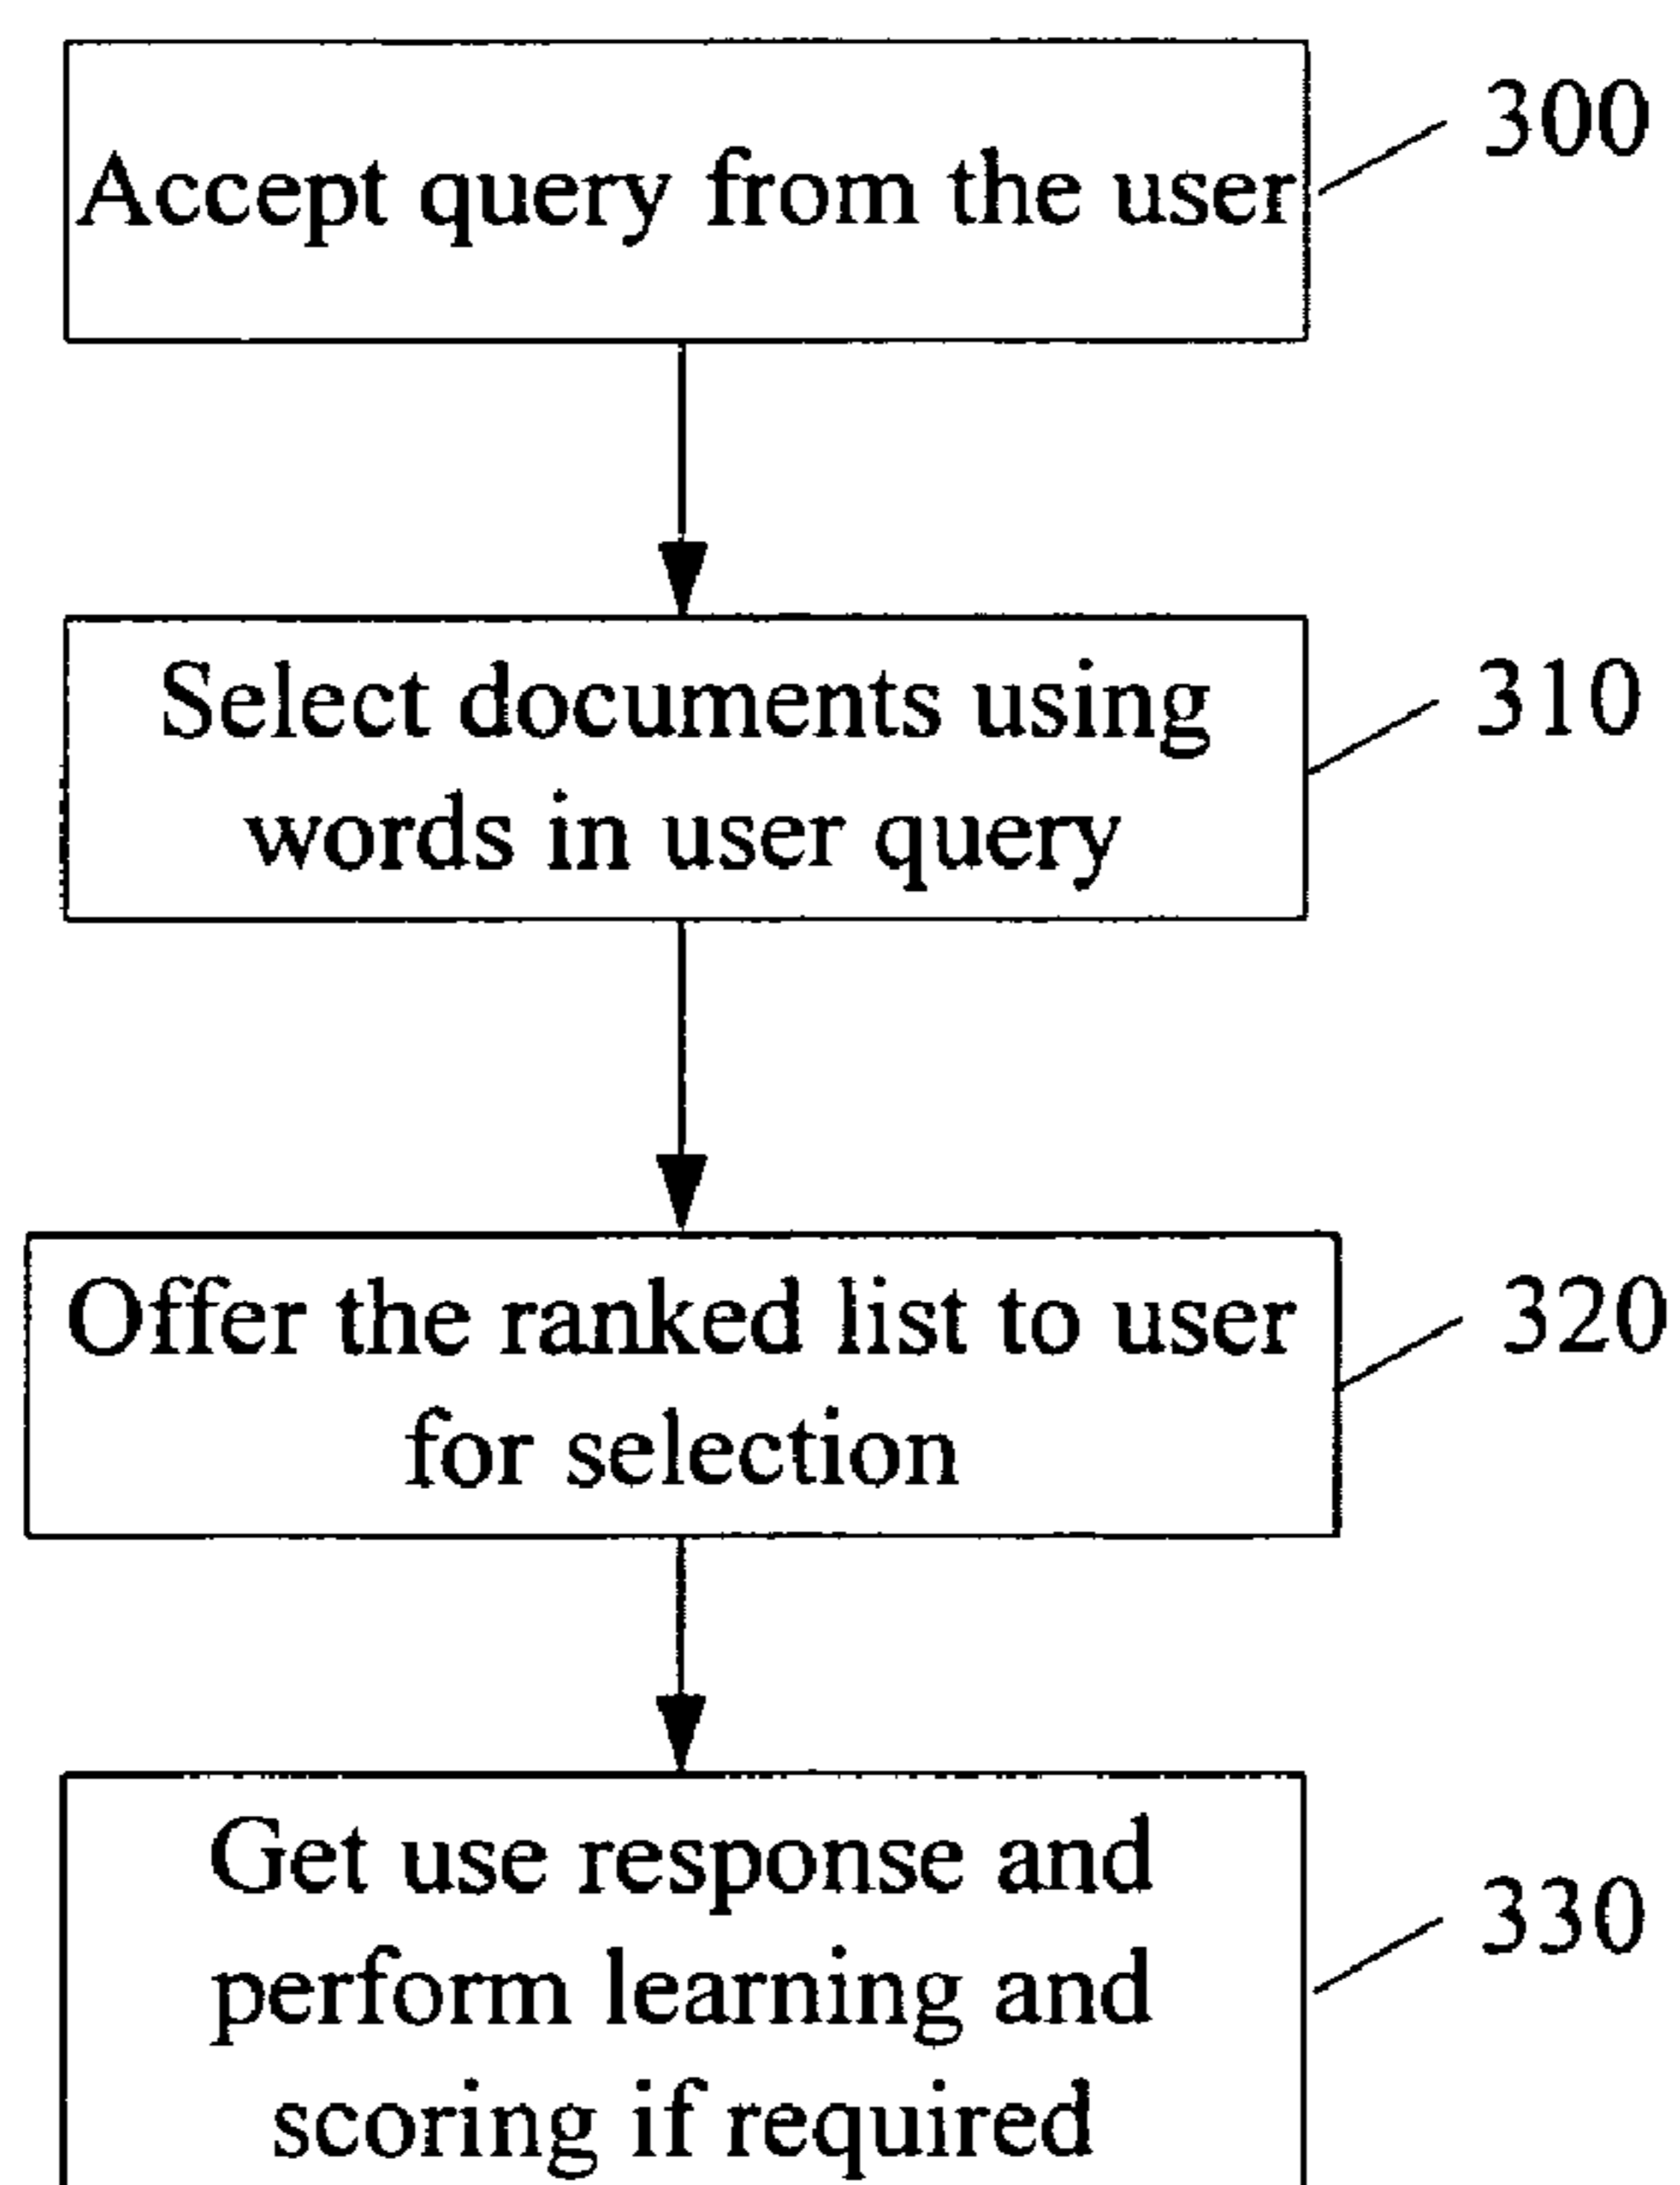 Accept query from the user
300
Select documents using
words in user query
310
Offer the ranked list to user
for selection
320
Get use response and
perform learning and
scoring if required
330